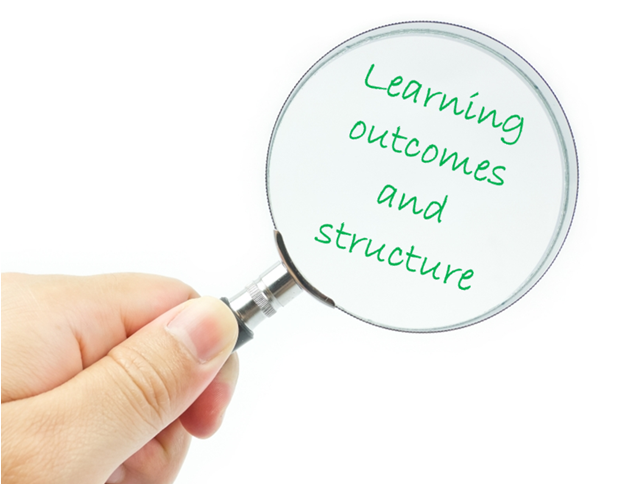 Learning
outcomes
and
structure